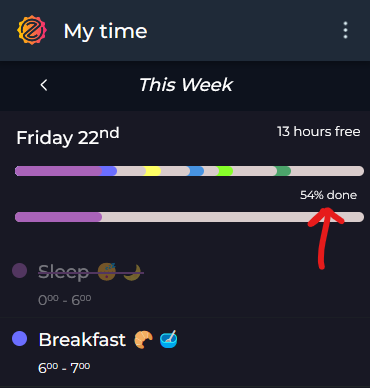 My time
This Week
Friday 22nd
13 hours free
54% done
Sleep 😴 🌙
0⁰⁰ - 6⁰⁰
Breakfast 🥐 🥣
6⁰⁰ - 7⁰⁰